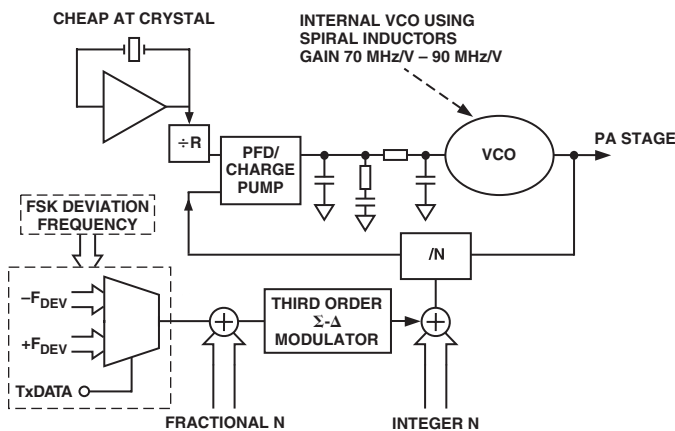 CHEAP AT CRYSTAL
INTERNAL VCO USING
SPIRAL INDUCTORS
GAIN 70 MHz/V – 90 MHz/V
÷R
PFD/
CHARGE
PUMP
VCO
PA STAGE
FSK DEVIATION
FREQUENCY
/N
–FDEV
+FDEV
TxDATA
THIRD ORDER
Σ-Δ
MODULATOR
FRACTIONAL N
INTEGER N